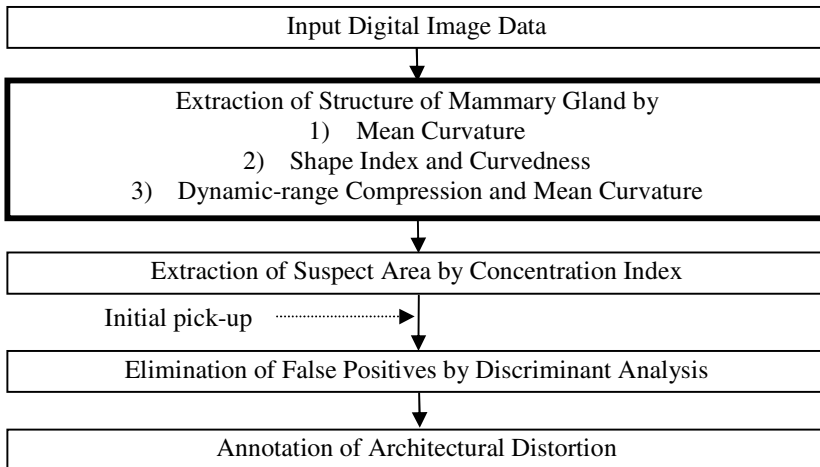 Input Digital Image Data
Extraction of Structure of Mammary Gland by
1) Mean Curvature
2) Shape Index and Curvedness
3) Dynamic-range Compression and Mean Curvature
Extraction of Suspect Area by Concentration Index
Initial pick-up
Elimination of False Positives by Discriminant Analysis
Annotation of Architectural Distortion